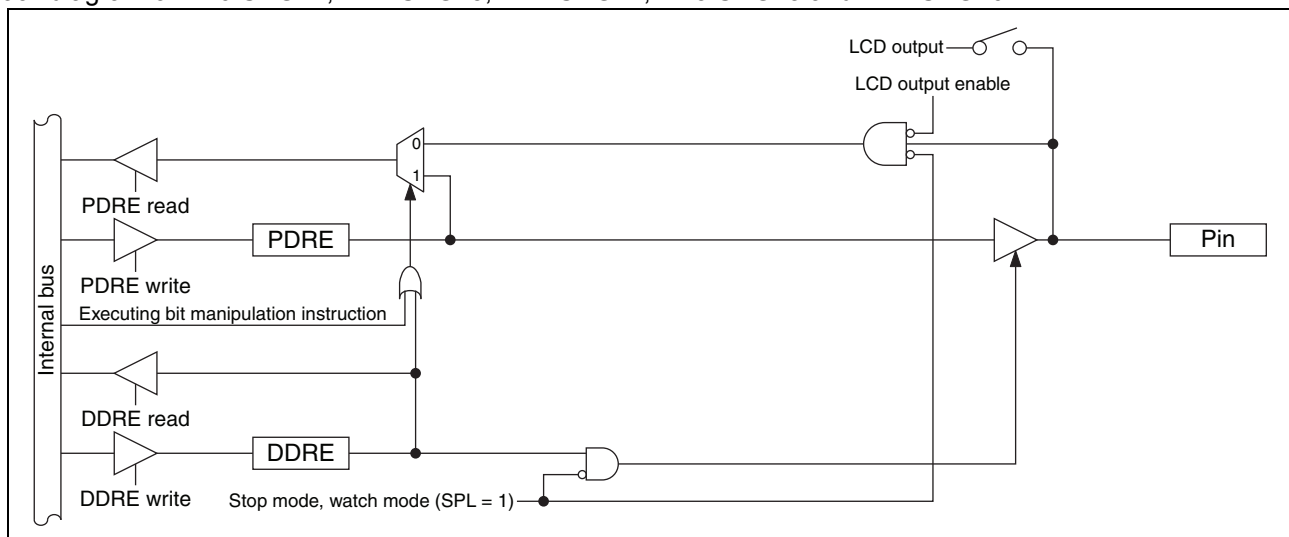 LCD output
LCD output enable
0
1
PDRE read
PDRE
Pin
PDRE write
Executing bit manipulation instruction
Internal bus
DDRE read
DDRE
DDRE write
Stop mode, watch mode (SPL = 1)